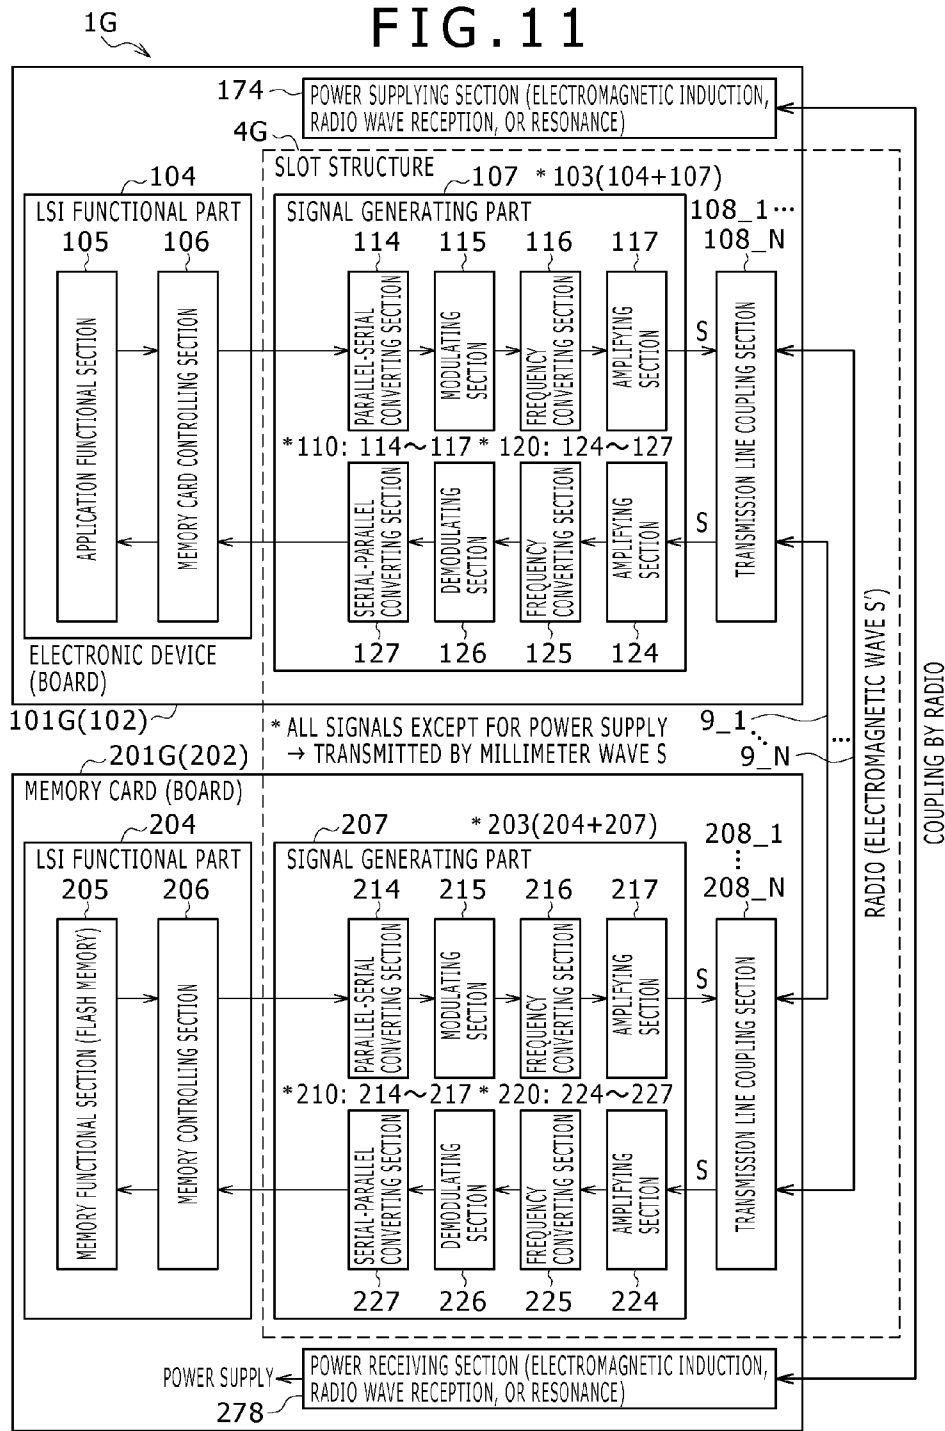 FIG.11
1G
174
POWER SUPPLYING SECTION (ELECTROMAGNETIC INDUCTION,
RADIO WAVE RECEPTION, OR RESONANCE)
4G
SLOT STRUCTURE
104
107
*103(104+107)
LSI FUNCTIONAL PART
SIGNAL GENERATING PART
108_1…
108_N
105
106
114
115
116
117
APPLICATION FUNCTIONAL SECTION
MEMORY CARD CONTROLLING SECTION
PARALLEL-SERIAL
CONVERTING SECTION
MODULATING
SECTION
FREQUENCY
CONVERTING SECTION
AMPLIFYING
SECTION
S
TRANSMISSION LINE COUPLING SECTION
*110: 114～117
*120: 124～127
SERIAL-PARALLEL
CONVERTING SECTION
DEMODULATING
SECTION
FREQUENCY
CONVERTING SECTION
AMPLIFYING
SECTION
S
127
126
125
124
ELECTRONIC DEVICE
(BOARD)
101G(102)
* ALL SIGNALS EXCEPT FOR POWER SUPPLY
→ TRANSMITTED BY MILLIMETER WAVE S
9_1
⋱
9_N
…
RADIO (ELECTROMAGNETIC WAVE S')
COUPLING BY RADIO
201G(202)
MEMORY CARD (BOARD)
204
207
*203(204+207)
LSI FUNCTIONAL PART
SIGNAL GENERATING PART
208_1
⋮
208_N
205
206
214
215
216
217
MEMORY FUNCTIONAL SECTION (FLASH MEMORY)
MEMORY CONTROLLING SECTION
PARALLEL-SERIAL
CONVERTING SECTION
MODULATING
SECTION
FREQUENCY
CONVERTING SECTION
AMPLIFYING
SECTION
S
TRANSMISSION LINE COUPLING SECTION
*210: 214～217
*220: 224～227
SERIAL-PARALLEL
CONVERTING SECTION
DEMODULATING
SECTION
FREQUENCY
CONVERTING SECTION
AMPLIFYING
SECTION
S
227
226
225
224
POWER SUPPLY
POWER RECEIVING SECTION (ELECTROMAGNETIC INDUCTION,
RADIO WAVE RECEPTION, OR RESONANCE)
278